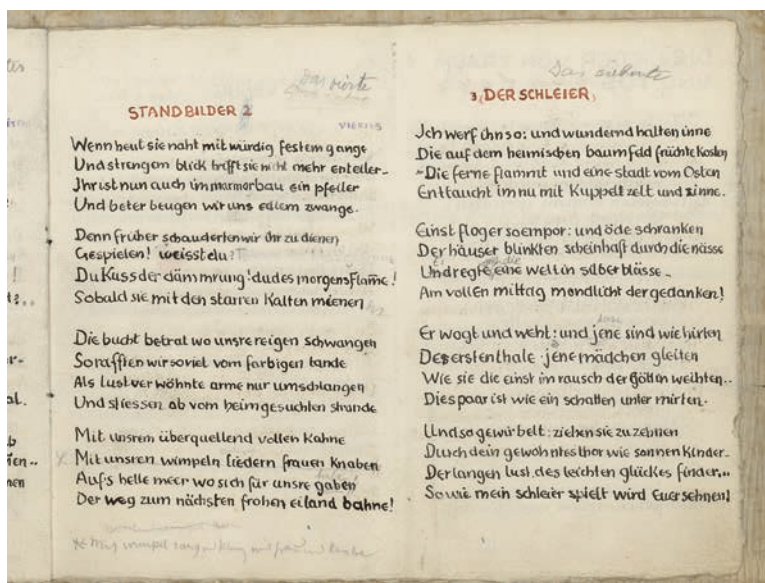 Das vierte
STANDBILDER 2
VIERTES
Wenn heut sie naht mit würdig festem gange
Und strengem blick trifft sie nicht mehr enteiler_
Ihr ist nun auch im marmorbau ein pfeiler
Und beter beugen wir uns edlem zwange.
Denn früher schauderten wir ihr zu dienen
Gespielen! weisst du?
Du Kuss der dämmrung! du des morgens Flame!
Sobald sie mit den starren Kalten mienen
Die bucht betrat wo unsre reigen schwangen
So rafften wir soviel vom farbigen tande
Als lustverwöhnte arme nur umschlangen
Und stiessen ab vom heimgesuchten strande
Mit unsrem überquellend vollen Kahne
Mit unsren wimpeln liedern frauen Knaben
Aufs helle meer wo sich für unsre gaben
Der weg zum nächsten frohen eiland bahne!
Das siebente
3, DER SCHLEIER
Ich werf ihn so: und wundernd halten inne
Die auf dem heimischen baumfeld früchte Kosten
Die ferne flammt und eine stadt vom Osten
Enttaucht im nu mit Kuppel zelt und zinne.
Einst flog er so empor: und öde schranken
Der häuser blinkten scheinhaft durch die nässe
Und regte eine welt in silberblässe_
Am vollen mittag mondlicht der gedanken!
Er wogt und weht: und jene sind wie hirten
Des ersten thale · jene mädchen gleiten
Wie sie die einst im rausch der Göttin weihten..
Dies paar ist wie ein schatten unter mirten.
Und so gewirbelt: ziehen sie zu zehnen
Durch dein gewohntes thor wie sonnen Kinder_
Der langen lust, des leichten glückes finder...
So wie mein schleier spielt wird Euer sehnen!